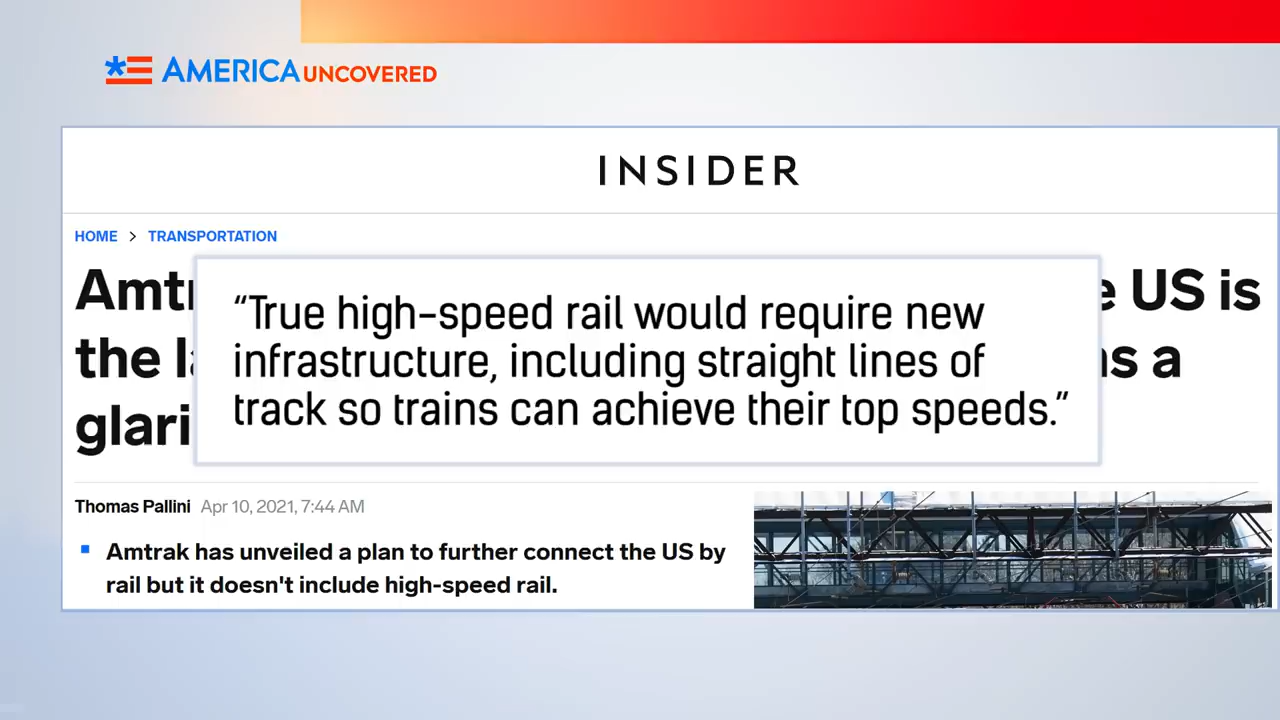 AMERICA UNCOVERED
INSIDER
HOME > TRANSPORTATION
Amt US is
the a
glari
“True high-speed rail would require new
infrastructure, including straight lines of
track so trains can achieve their top speeds.”
Thomas Pallini Apr 10, 2021, 7:44 AM
Amtrak has unveiled a plan to further connect the US by
rail but it doesn't include high-speed rail.